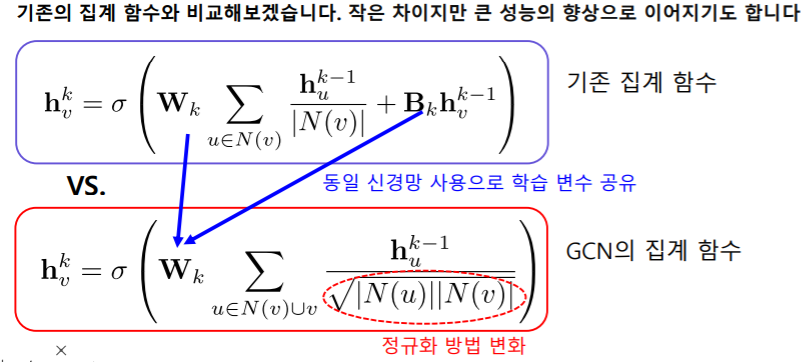 기존의 집계 함수와 비교해보겠습니다. 작은 차이지만 큰 성능의 향상으로 이어지기도 합니다
$\mathbf{h}_v^k = \sigma \left( \mathbf{W}_k \sum_{u \in N(v)} \frac{\mathbf{h}_u^{k-1}}{|N(v)|} + \mathbf{B}_k \mathbf{h}_v^{k-1} \right)$
기존 집계 함수
VS.
동일 신경망 사용으로 학습 변수 공유
$\mathbf{h}_v^k = \sigma \left( \mathbf{W}_k \sum_{u \in N(v) \cup v} \frac{\mathbf{h}_u^{k-1}}{\sqrt{|N(u)||N(v)|}} \right)$
GCN의 집계 함수
정규화 방법 변화
×